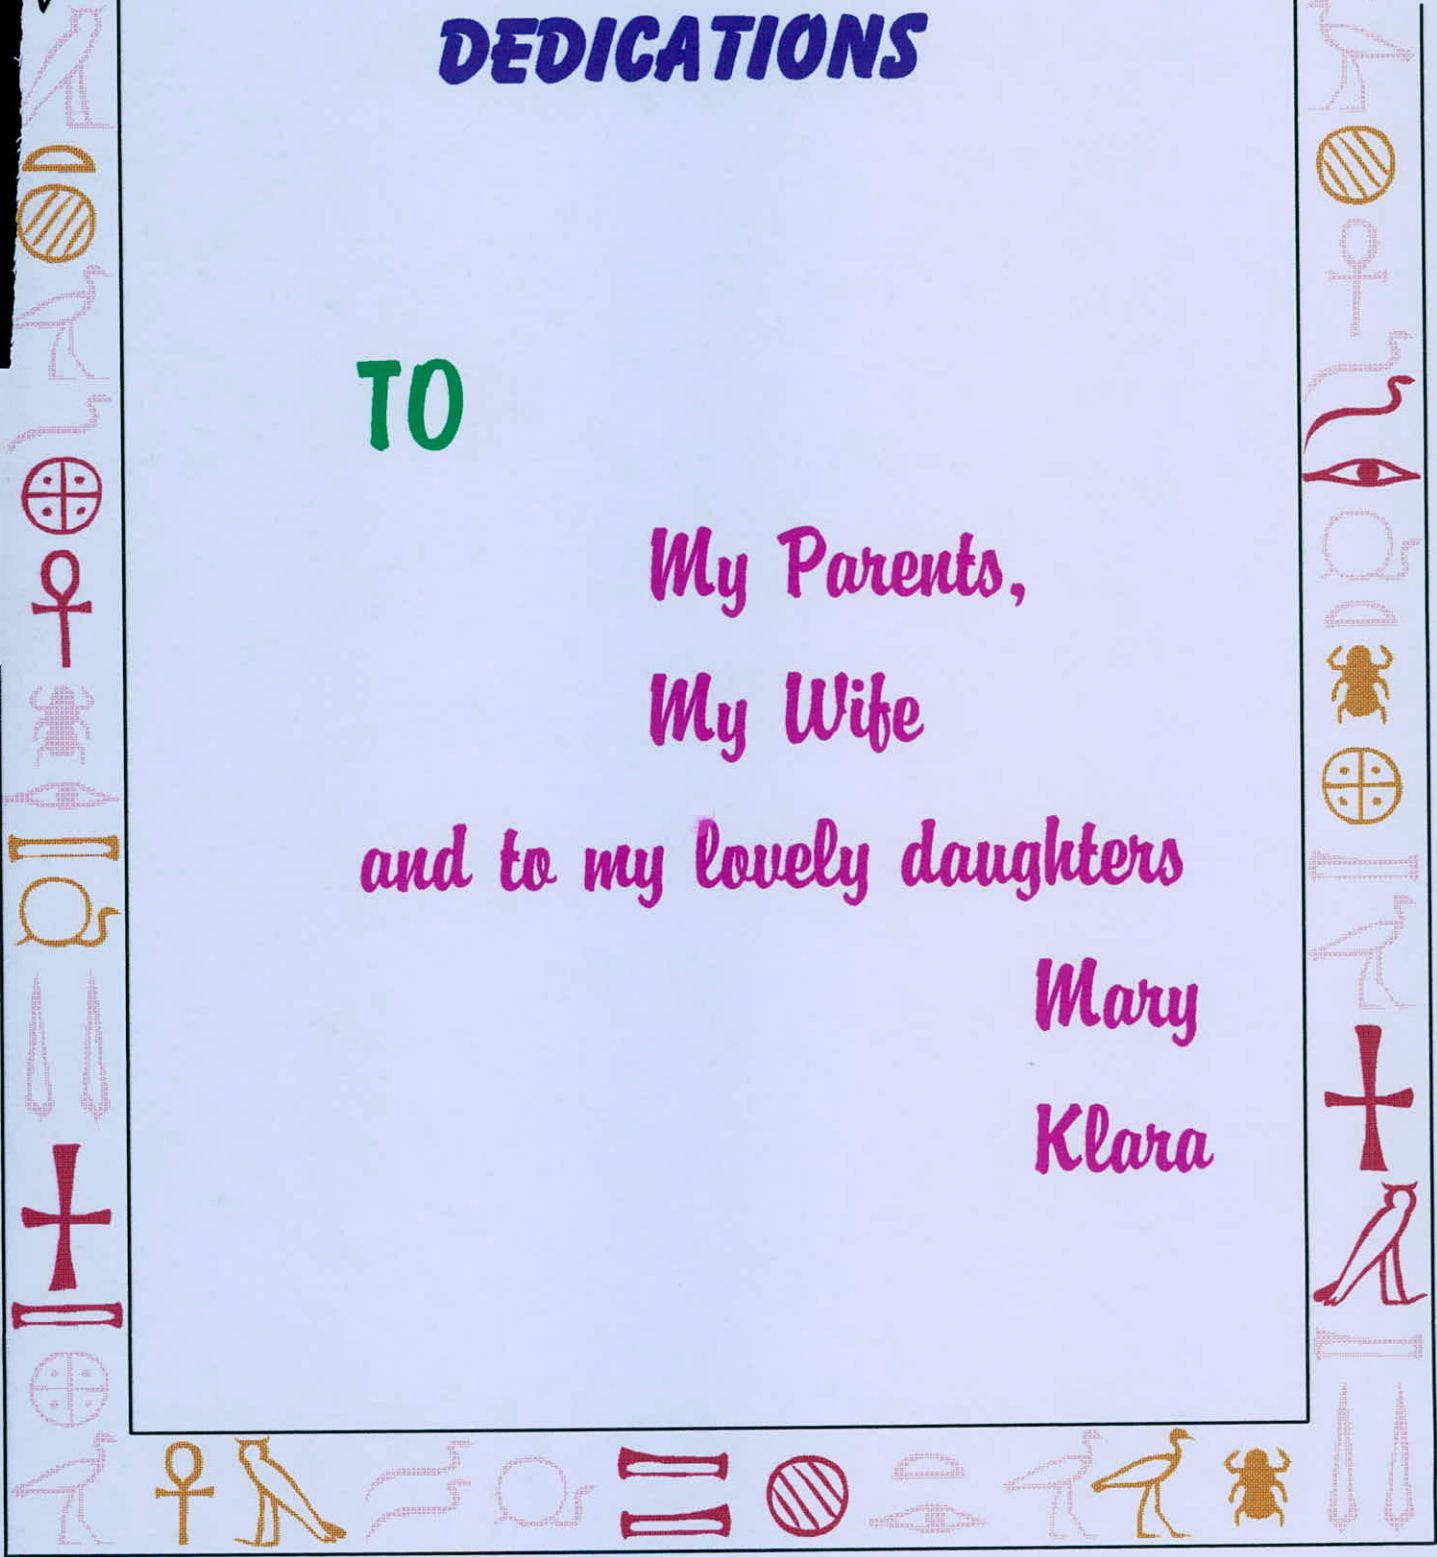 DEDICATIONS
TO
My Parents,
My Wife
and to my lovely daughters
Mary
Klara